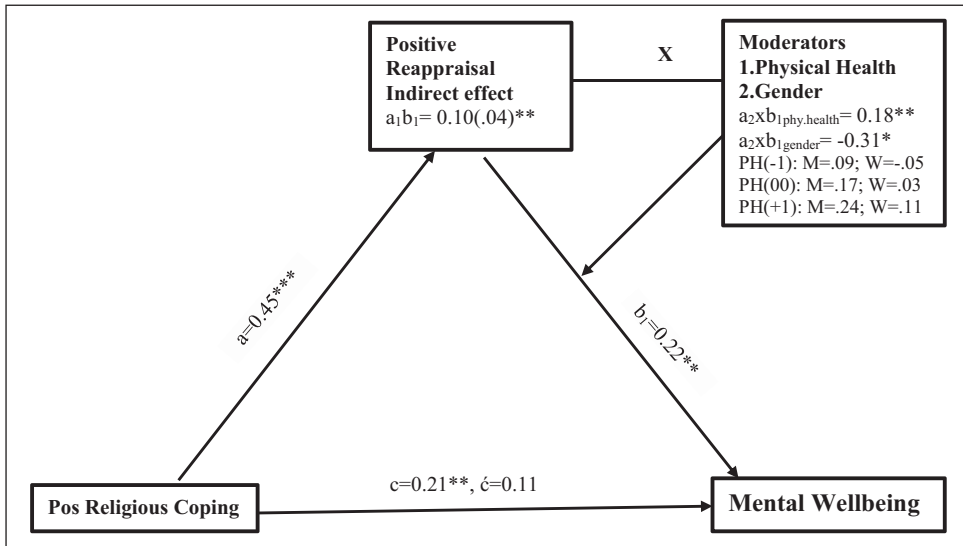 Positive
Reappraisal
Indirect effect
a₁b₁= 0.10(.04)**
X
Moderators
1.Physical Health
2.Gender
a₂xb₁phy.health= 0.18**
a₂xb₁gender= -0.31*
PH(-1): M=.09; W=-.05
PH(00): M=.17; W=.03
PH(+1): M=.24; W=.11
a=0.45***
b₁=0.22**
Pos Religious Coping
c=0.21**, ć=0.11
Mental Wellbeing